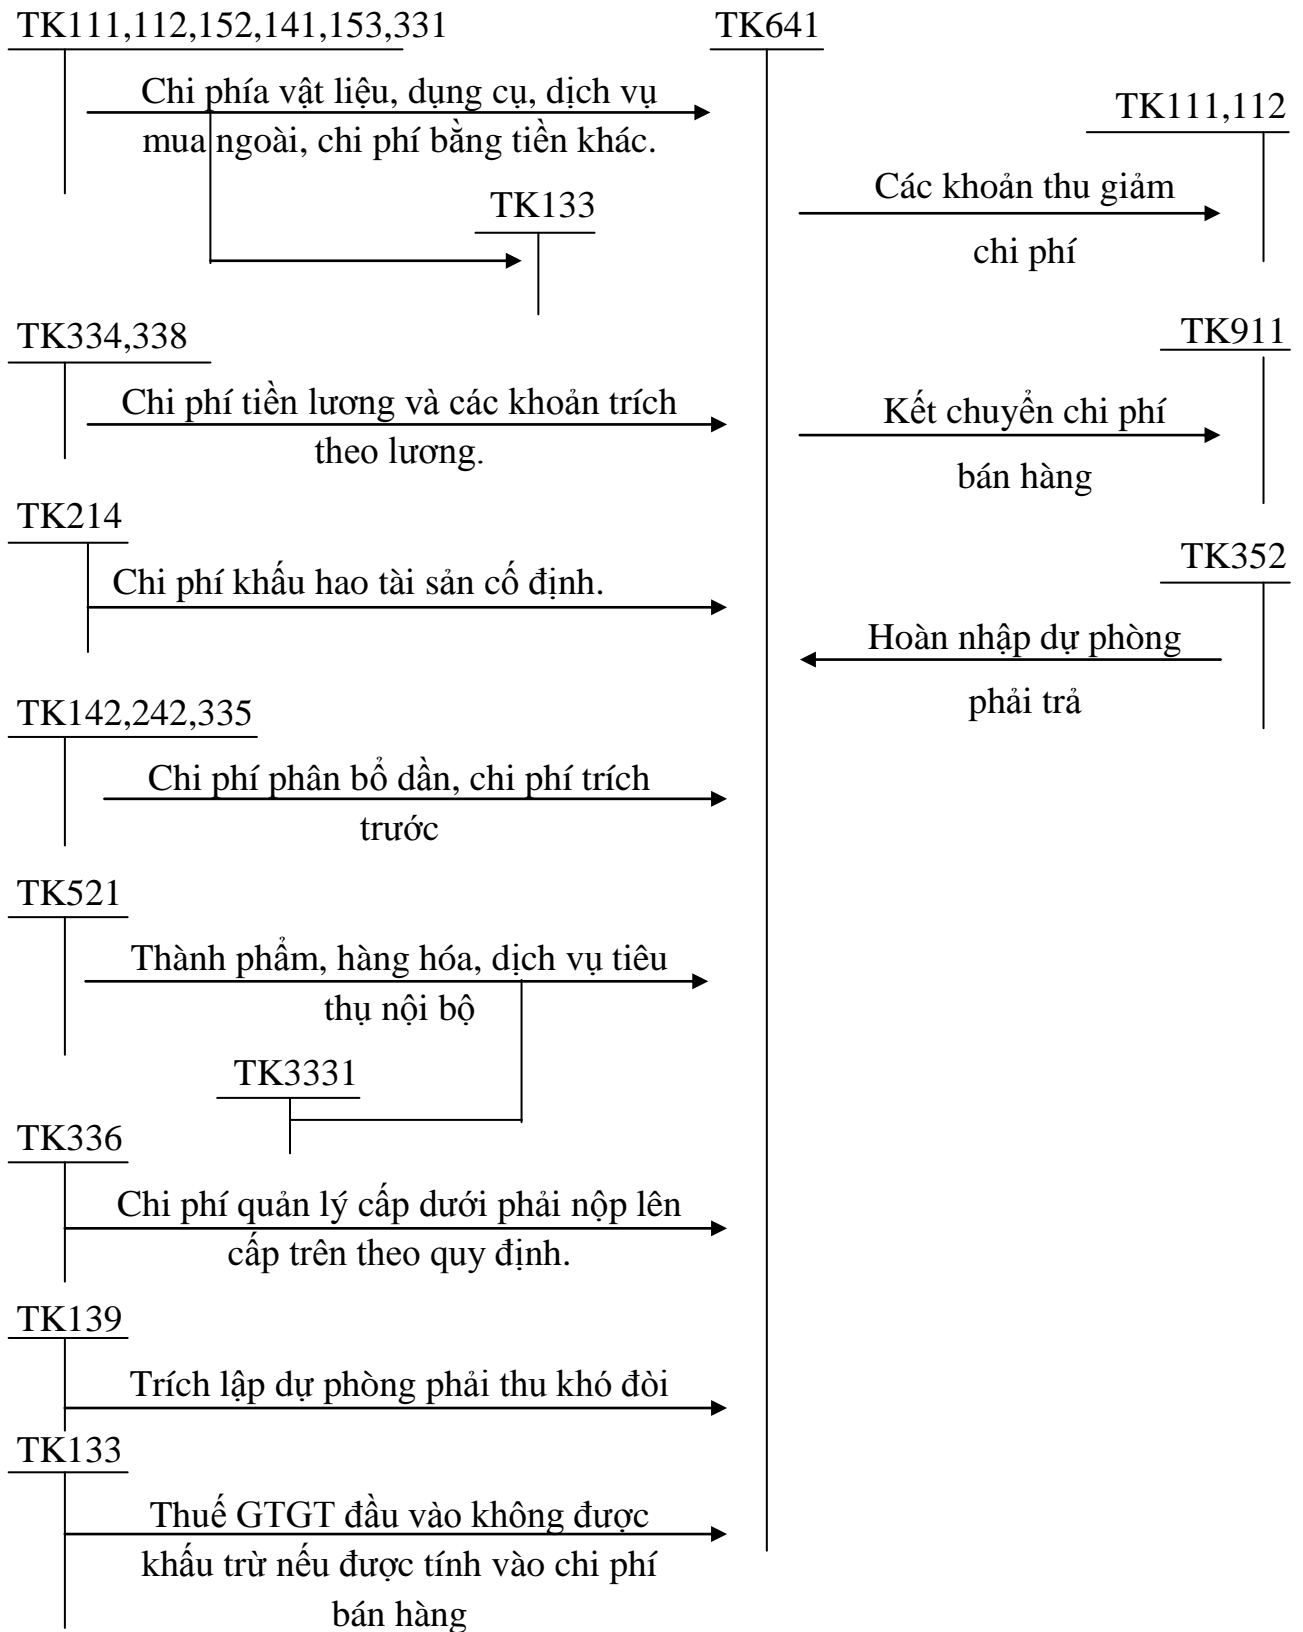 TK111,112,152,141,153,331
TK641
Chi phía vật liệu, dụng cụ, dịch vụ
mua ngoài, chi phí bằng tiền khác.
TK111,112
Các khoản thu giảm
chi phí
TK133
TK334,338
TK911
Chi phí tiền lương và các khoản trích
theo lương.
Kết chuyển chi phí
bán hàng
TK214
Chi phí khấu hao tài sản cố định.
TK352
Hoàn nhập dự phòng
phải trả
TK142,242,335
Chi phí phân bổ dần, chi phí trích
trước
TK521
Thành phẩm, hàng hóa, dịch vụ tiêu
thụ nội bộ
TK3331
TK336
Chi phí quản lý cấp dưới phải nộp lên
cấp trên theo quy định.
TK139
Trích lập dự phòng phải thu khó đòi
TK133
Thuế GTGT đầu vào không được
khấu trừ nếu được tính vào chi phí
bán hàng